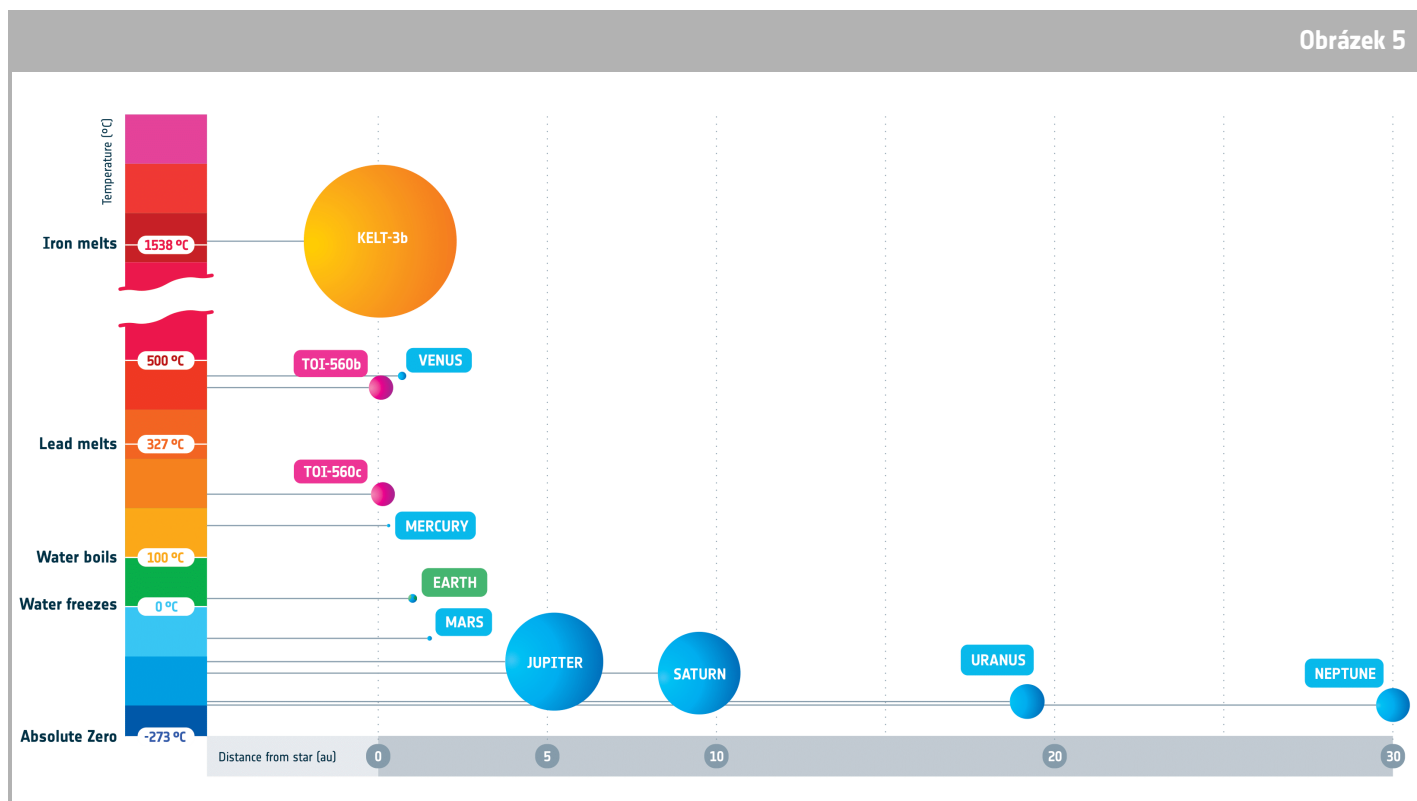 Obrázek 5
Temperature (ºC)
Iron melts
1538 ºC
KELT-3b
500 ºC
TOI-560b
VENUS
Lead melts
327 ºC
TOI-560c
MERCURY
Water boils
100 ºC
EARTH
Water freezes
0 ºC
MARS
JUPITER
SATURN
URANUS
NEPTUNE
Absolute Zero
-273 ºC
Distance from star (au)
0
5
10
20
30